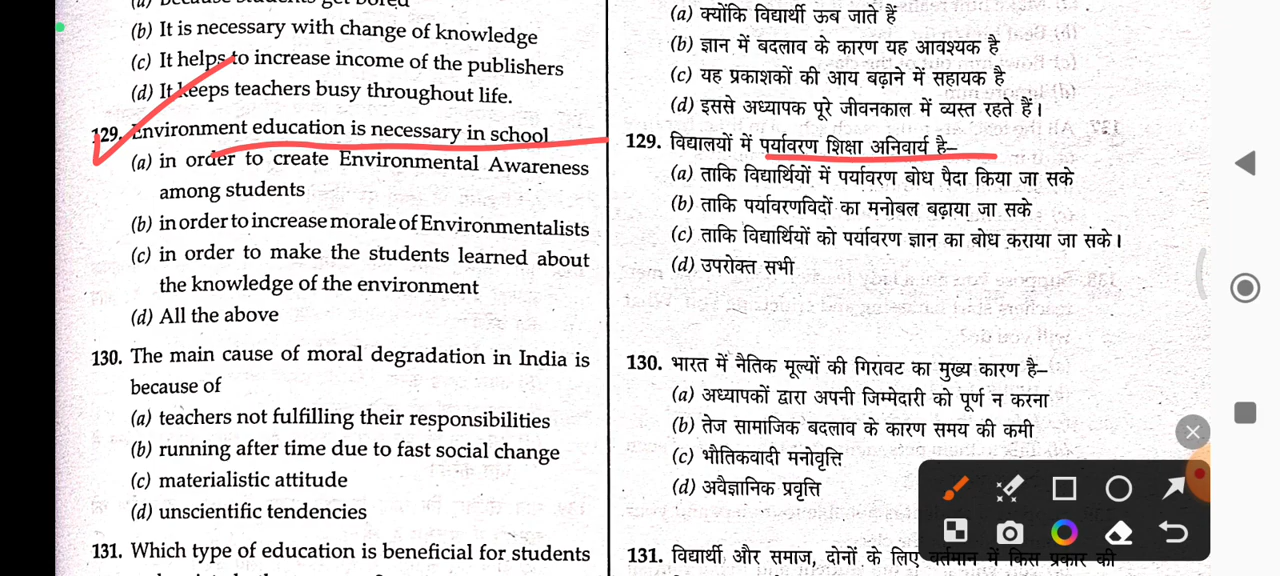 (a) Because students get bored
(b) It is necessary with change of knowledge
(c) It helps to increase income of the publishers
(d) It keeps teachers busy throughout life.
129. Environment education is necessary in school
(a) in order to create Environmental Awareness
among students
(b) in order to increase morale of Environmentalists
(c) in order to make the students learned about
the knowledge of the environment
(d) All the above
130. The main cause of moral degradation in India is
because of
(a) teachers not fulfilling their responsibilities
(b) running after time due to fast social change
(c) materialistic attitude
(d) unscientific tendencies
131. Which type of education is beneficial for students
(a) क्योंकि विद्यार्थी ऊब जाते हैं
(b) ज्ञान में बदलाव के कारण यह आवश्यक है
(c) यह प्रकाशकों की आय बढ़ाने में सहायक है
(d) इससे अध्यापक पूरे जीवनकाल में व्यस्त रहते हैं।
129. विद्यालयों में पर्यावरण शिक्षा अनिवार्य है–
(a) ताकि विद्यार्थियों में पर्यावरण बोध पैदा किया जा सके
(b) ताकि पर्यावरणविदों का मनोबल बढ़ाया जा सके
(c) ताकि विद्यार्थियों को पर्यावरण ज्ञान का बोध कराया जा सके।
(d) उपरोक्त सभी
130. भारत में नैतिक मूल्यों की गिरावट का मुख्य कारण है–
(a) अध्यापकों द्वारा अपनी जिम्मेदारी को पूर्ण न करना
(b) तेज सामाजिक बदलाव के कारण समय की कमी
(c) भौतिकवादी मनोवृत्ति
(d) अवैज्ञानिक प्रवृत्ति
131. विद्यार्थी और समाज, दोनों के लिए वर्तमान में किस प्रकार की